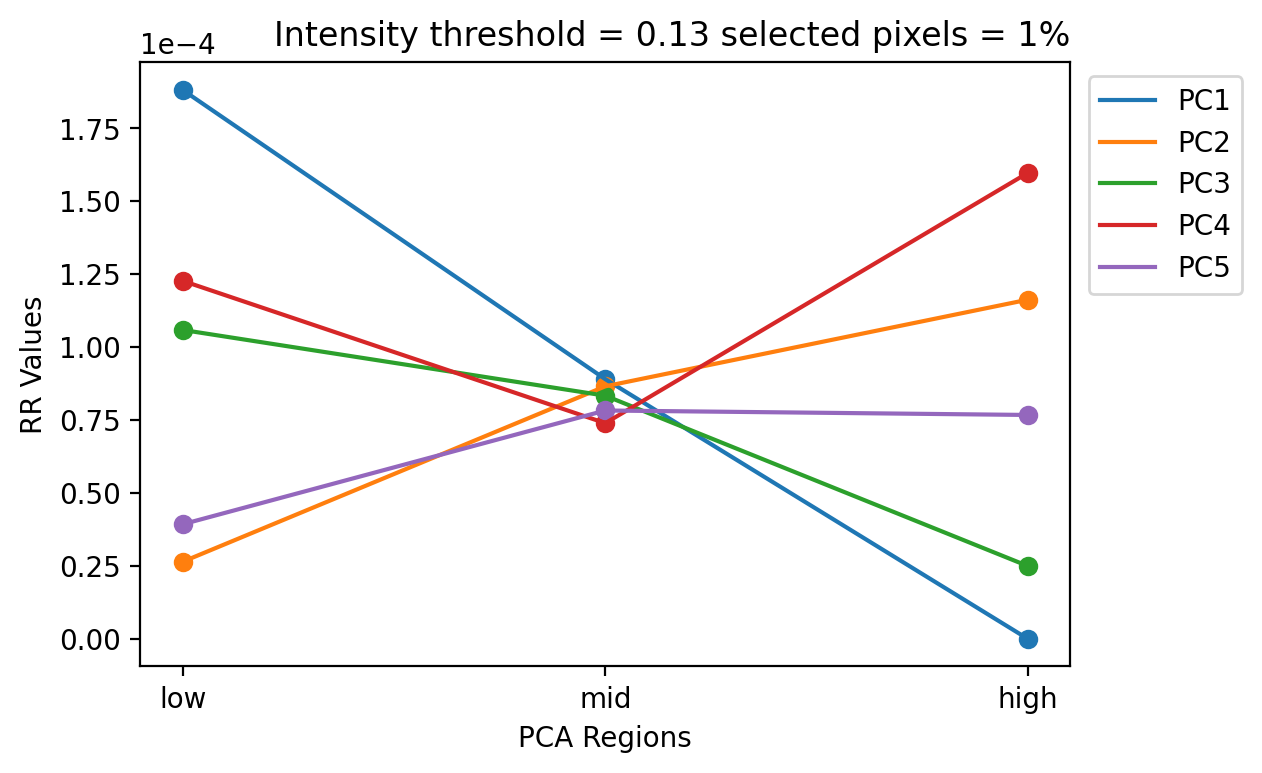 Intensity threshold = 0.13 selected pixels = 1%
1e−4
1.75
1.50
1.25
1.00
0.75
0.50
0.25
0.00
RR Values
low
mid
high
PCA Regions
PC1
PC2
PC3
PC4
PC5